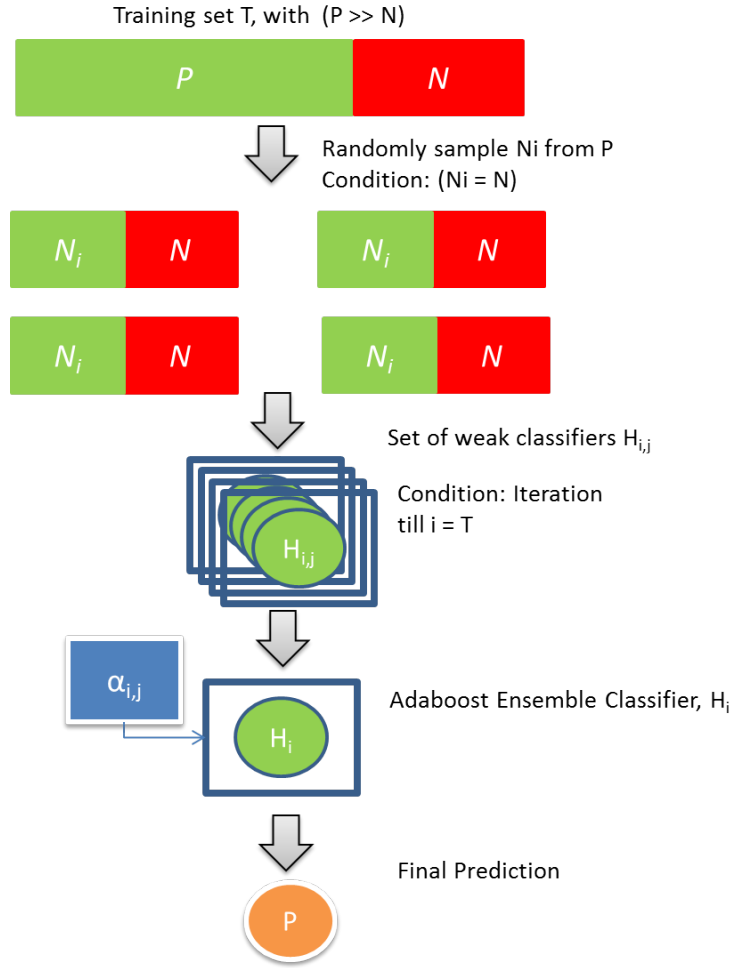 Training set T, with (P >> N)
P N
Randomly sample Ni from P
Condition: (Ni = N)
Ni N Ni N
Ni N Ni N
Set of weak classifiers Hi,j
Condition: Iteration
till i = T
Hi,j
αi,j
Adaboost Ensemble Classifier, Hi
Hi
Final Prediction
P